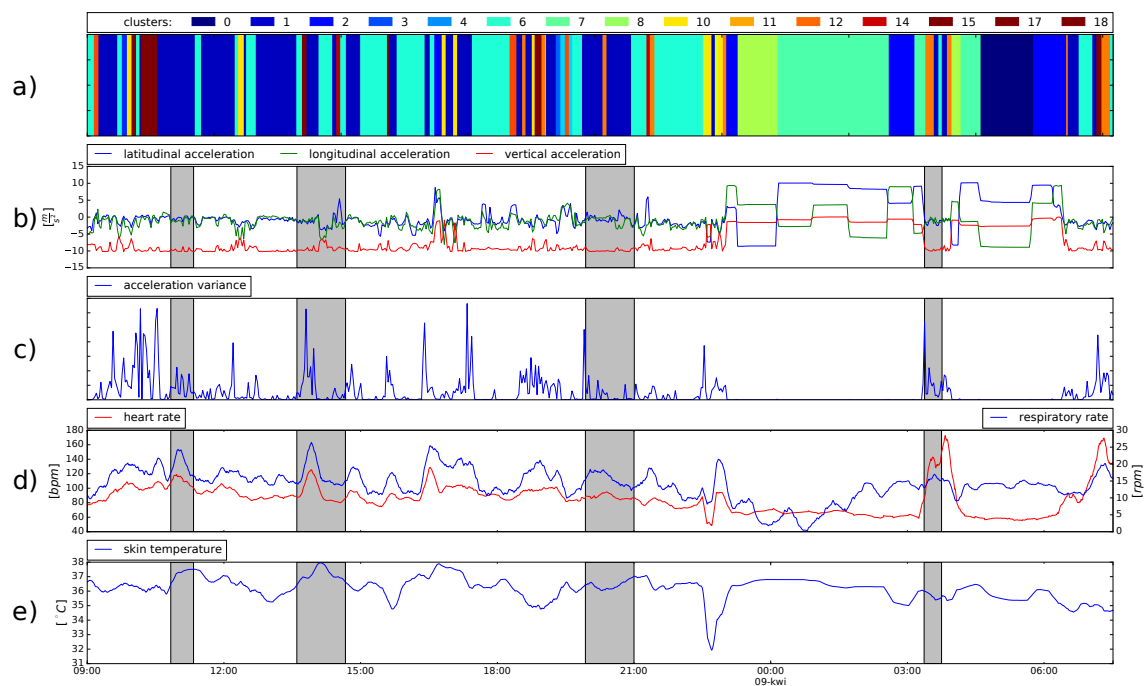 clusters: 0 1 2 3 4 6 7 8 10 11 12 14 15 17 18
a)
latitudinal acceleration longitudinal acceleration vertical acceleration
b)
[m/s²]
15
10
5
0
−5
−10
−15
acceleration variance
c)
heart rate
respiratory rate
d)
[bpm]
180
160
140
120
100
80
60
40
30
25
20
15
10
5
0
[rpm]
skin temperature
e)
[°C]
38
37
36
35
34
33
32
31
09:00 12:00 15:00 18:00 21:00 00:00 03:00 06:00
09-kwi